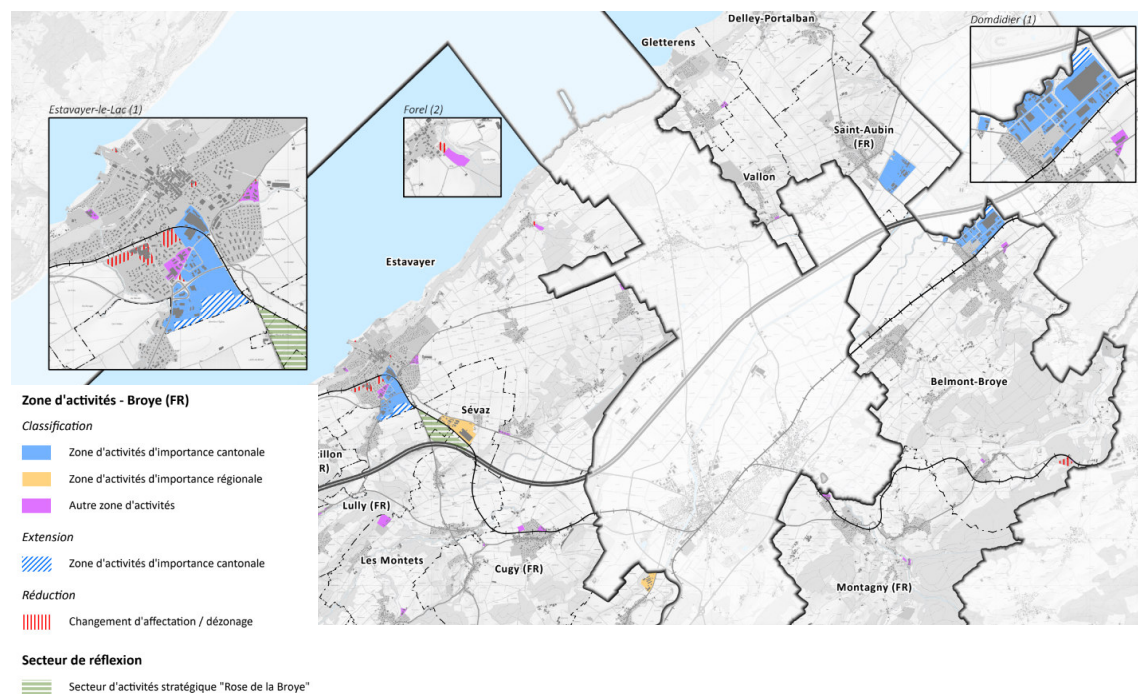 Delley-Portalban
Domdidier (1)
Gletterens
Estavayer-le-Lac (1)
Forel (2)
Saint-Aubin
(FR)
Vallon
Estavayer
Belmont-Broye
Sévaz
tillon
R)
Lully (FR)
Les Montets
Cugy (FR)
Montagny (FR)
Zone d'activités - Broye (FR)
Classification
Zone d'activités d'importance cantonale
Zone d'activités d'importance régionale
Autre zone d'activités
Extension
Zone d'activités d'importance cantonale
Réduction
Changement d'affectation / dézonage
Secteur de réflexion
Secteur d'activités stratégique "Rose de la Broye"